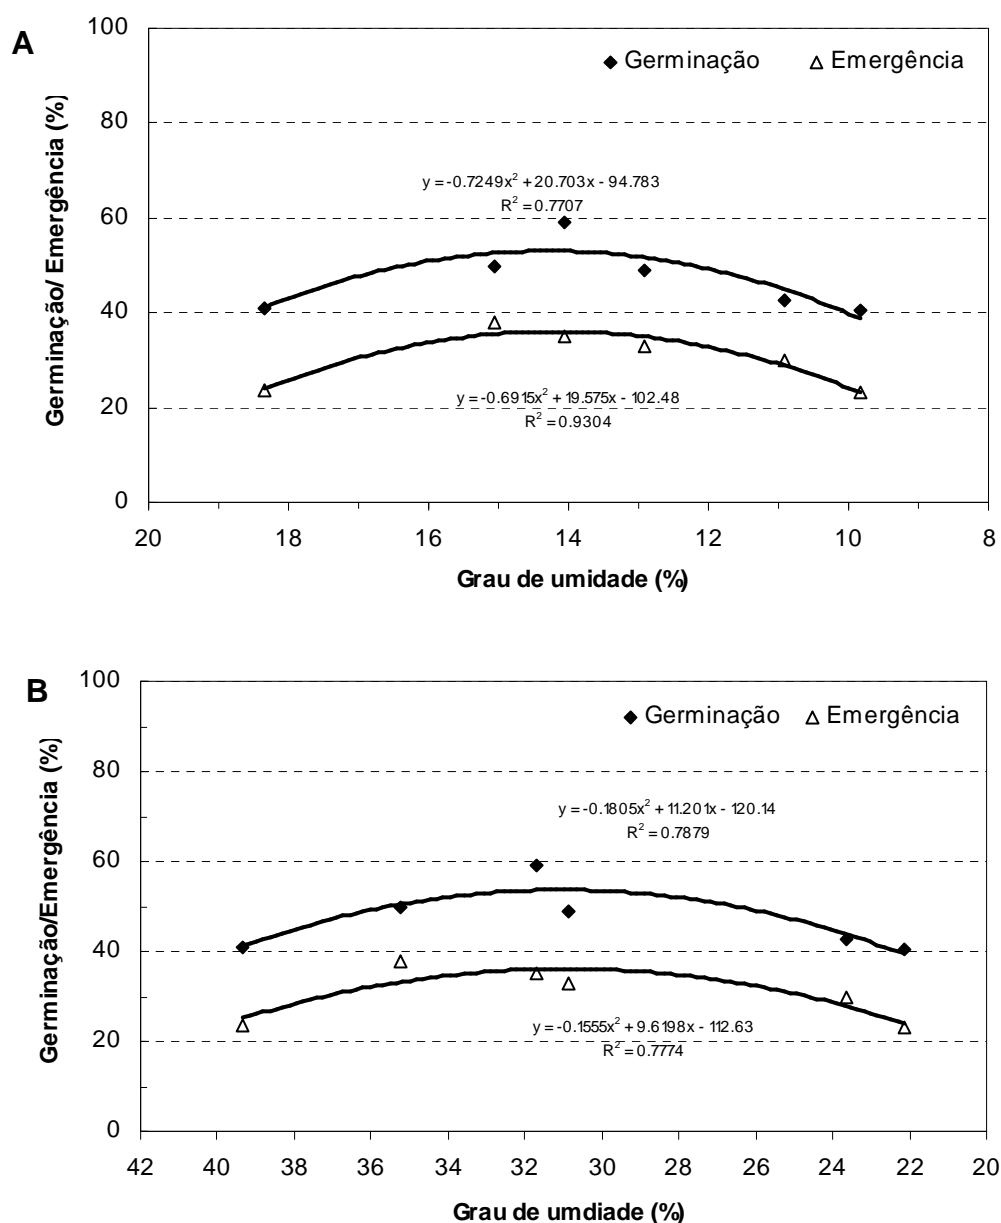 A
Germinação/ Emergência (%)
100
80
60
40
20
0
◆ Germinação △ Emergência
y = -0.7249x² + 20.703x - 94.783
R² = 0.7707
y = -0.6915x² + 19.575x - 102.48
R² = 0.9304
20 18 16 14 12 10 8
Grau de umidade (%)
B
Germinação/Emergência (%)
100
80
60
40
20
0
◆ Germinação △ Emergência
y = -0.1805x² + 11.201x - 120.14
R² = 0.7879
y = -0.1555x² + 9.6198x - 112.63
R² = 0.7774
42 40 38 36 34 32 30 28 26 24 22 20
Grau de umdiade (%)